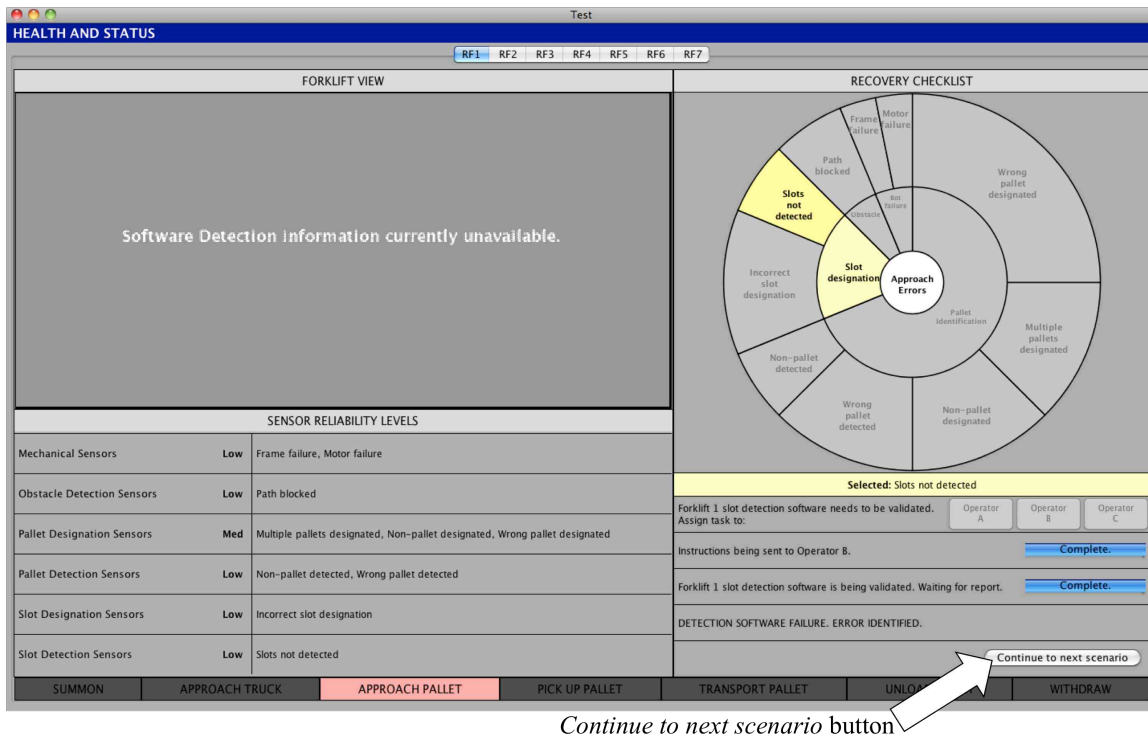 Test
HEALTH AND STATUS
RF1 RF2 RF3 RF4 RF5 RF6 RF7
FORKLIFT VIEW
Software Detection Information currently unavailable.
RECOVERY CHECKLIST
Frame
failure
Motor
failure
Path
blocked
Wrong
pallet
designated
Slots
not
detected
Obstacle
Bot
failure
Incorrect
slot
designation
Slot
designation
Approach
Errors
Pallet
identification
Multiple
pallets
designated
Non-pallet
detected
Wrong
pallet
detected
Non-pallet
designated
SENSOR RELIABILITY LEVELS
Mechanical Sensors Low Frame failure, Motor failure
Obstacle Detection Sensors Low Path blocked
Pallet Designation Sensors Med Multiple pallets designated, Non-pallet designated, Wrong pallet designated
Pallet Detection Sensors Low Non-pallet detected, Wrong pallet detected
Slot Designation Sensors Low Incorrect slot designation
Slot Detection Sensors Low Slots not detected
Selected: Slots not detected
Forklift 1 slot detection software needs to be validated.
Assign task to:
Operator
A
Operator
B
Operator
C
Instructions being sent to Operator B. Complete.
Forklift 1 slot detection software is being validated. Waiting for report. Complete.
DETECTION SOFTWARE FAILURE. ERROR IDENTIFIED.
Continue to next scenario
SUMMON APPROACH TRUCK APPROACH PALLET PICK UP PALLET TRANSPORT PALLET WITHDRAW
Continue to next scenario button